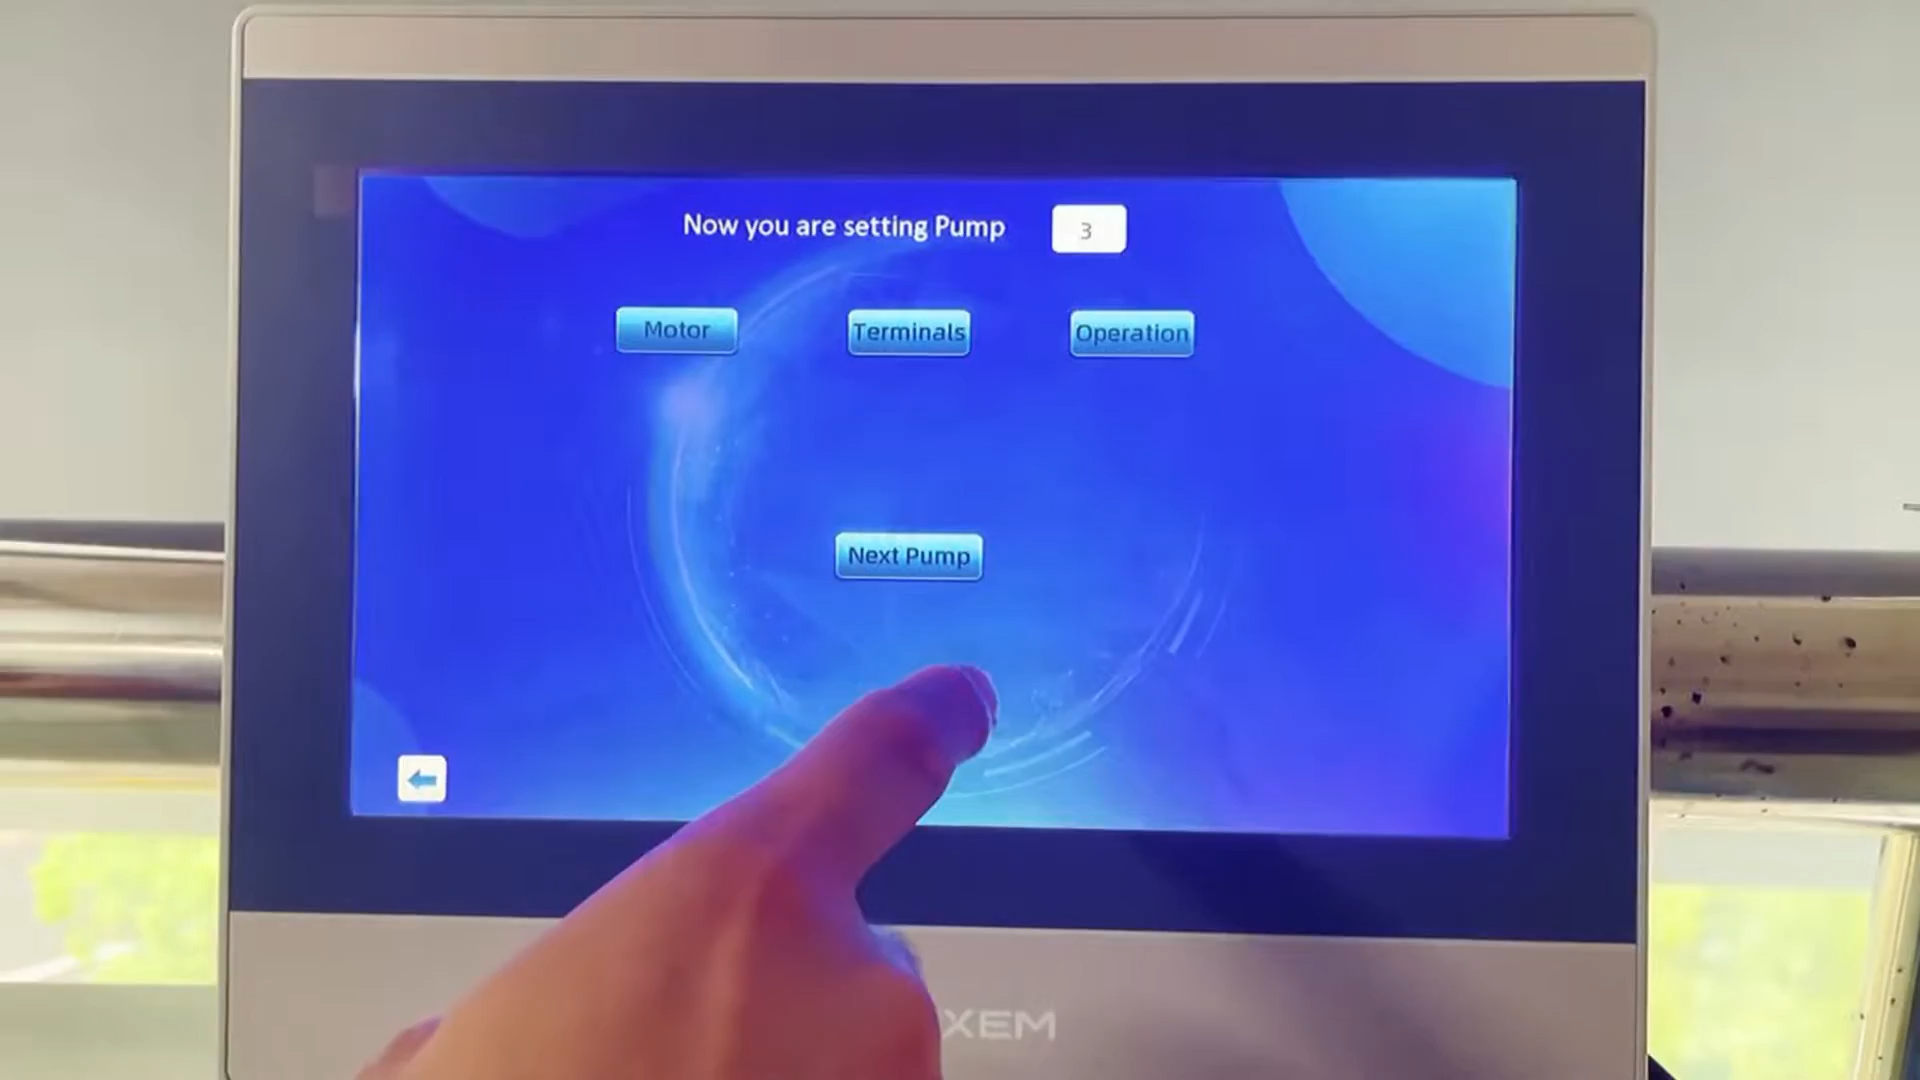 Now you are setting Pump 3
Motor Terminals Operation
Next Pump
XEM